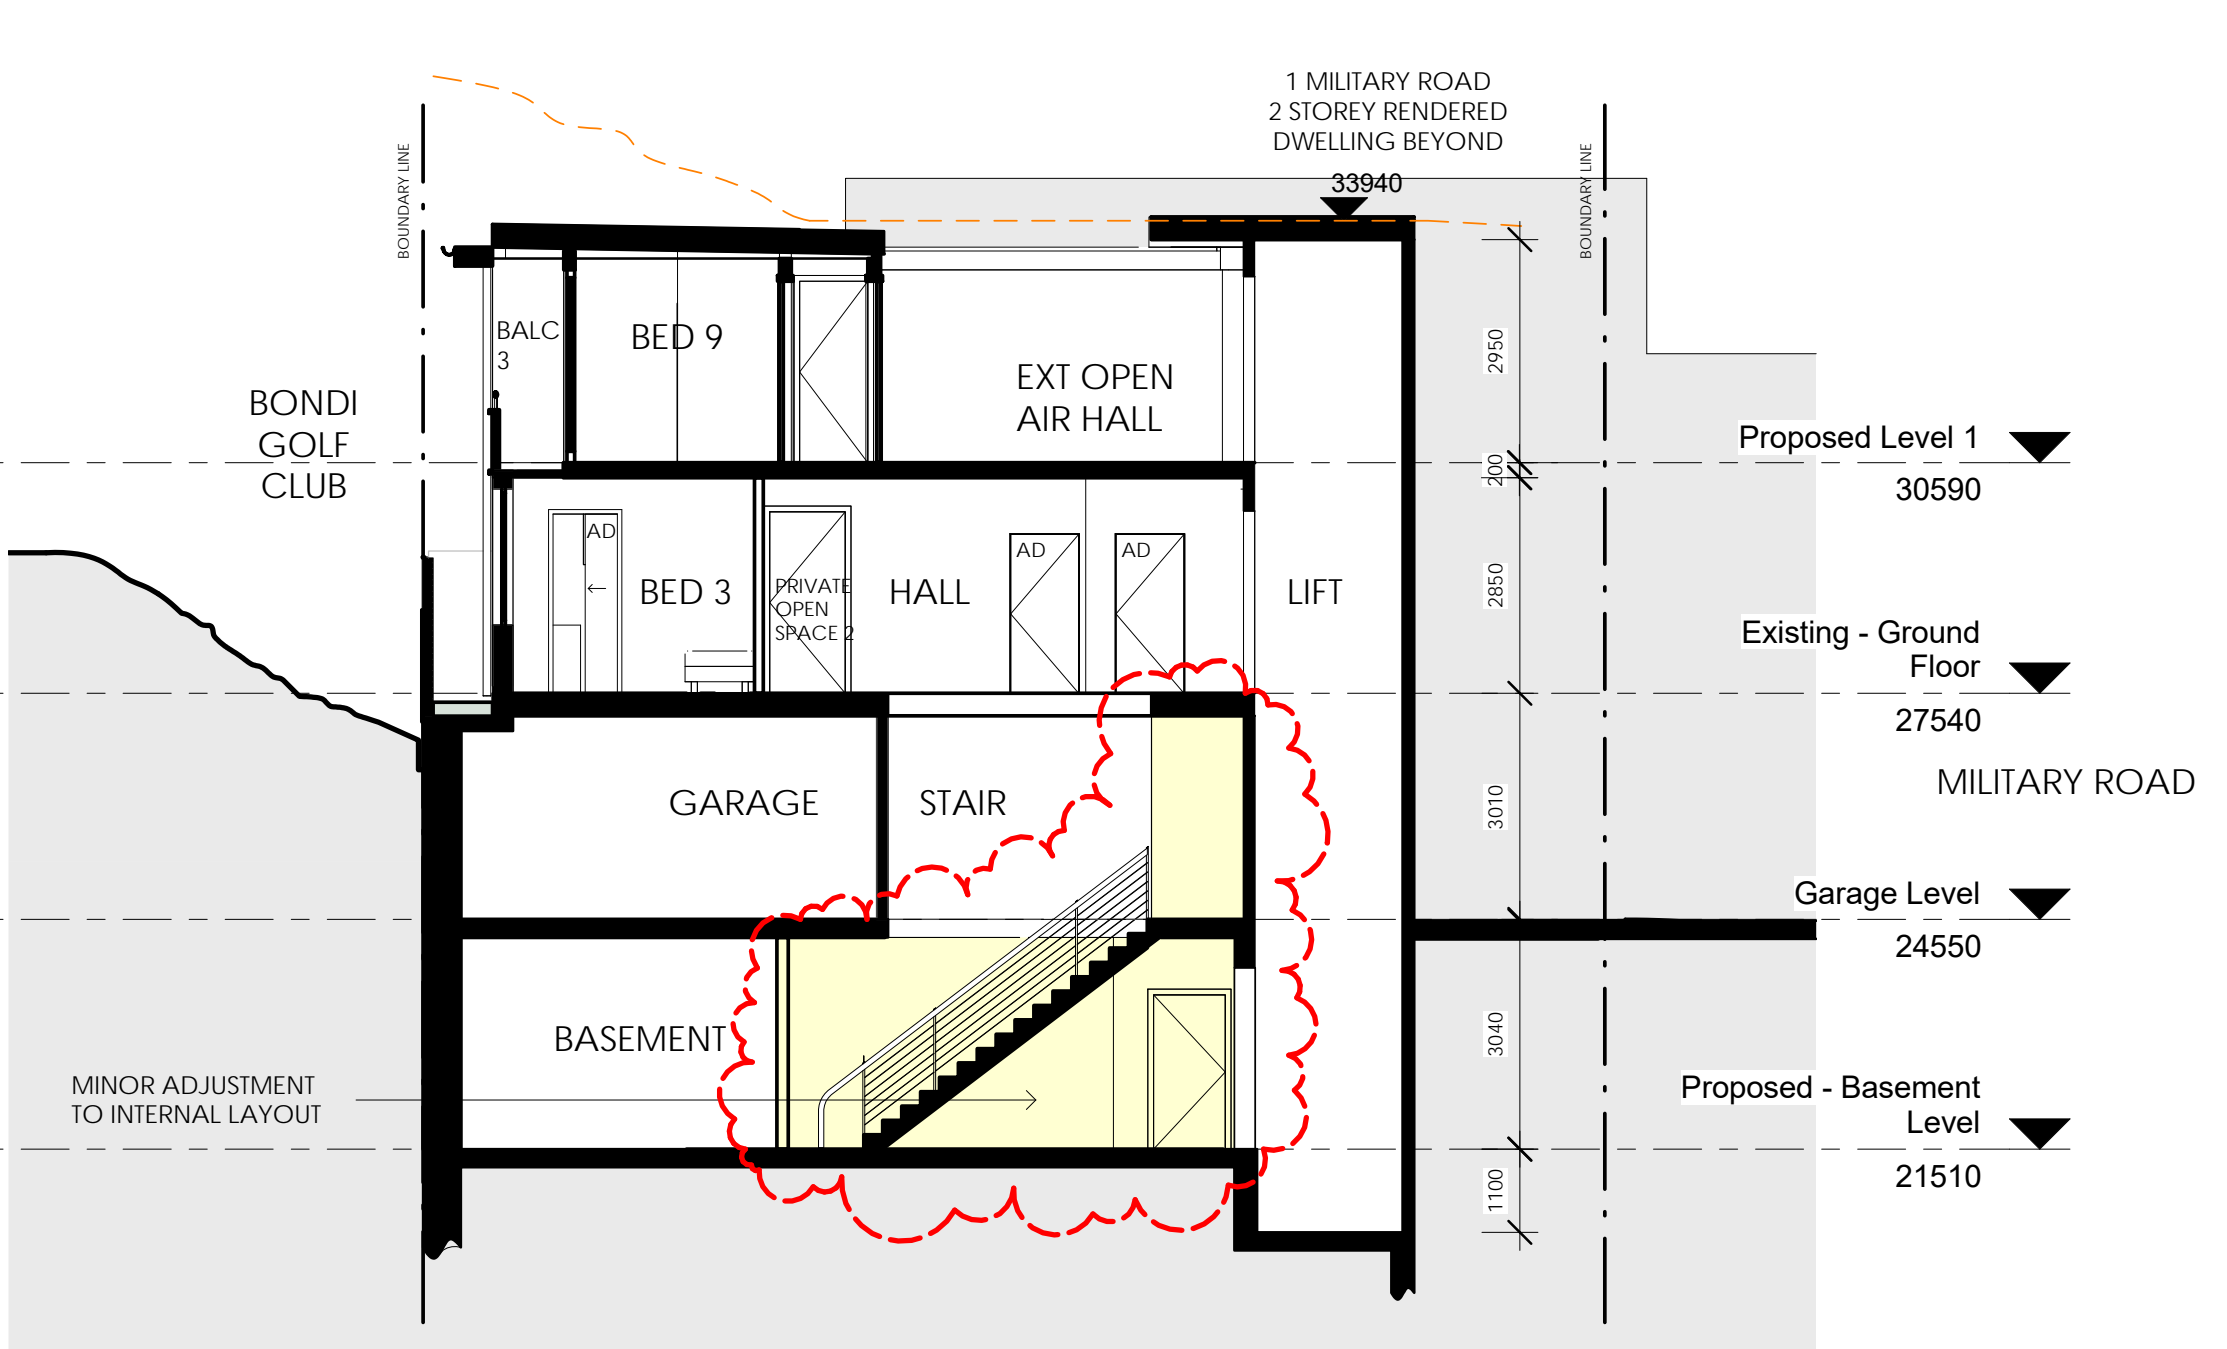 1 MILITARY ROAD
2 STOREY RENDERED
DWELLING BEYOND
33940
BOUNDARY LINE
BOUNDARY LINE
BALC
3
BED 9
EXT OPEN
AIR HALL
2950
BONDI
GOLF
CLUB
Proposed Level 1
30590
200
AD
BED 3
PRIVATE
OPEN
SPACE 2
HALL
AD
AD
LIFT
2850
Existing - Ground
Floor
27540
MILITARY ROAD
GARAGE
STAIR
3010
Garage Level
24550
BASEMENT
3040
MINOR ADJUSTMENT
TO INTERNAL LAYOUT
Proposed - Basement
Level
21510
1100